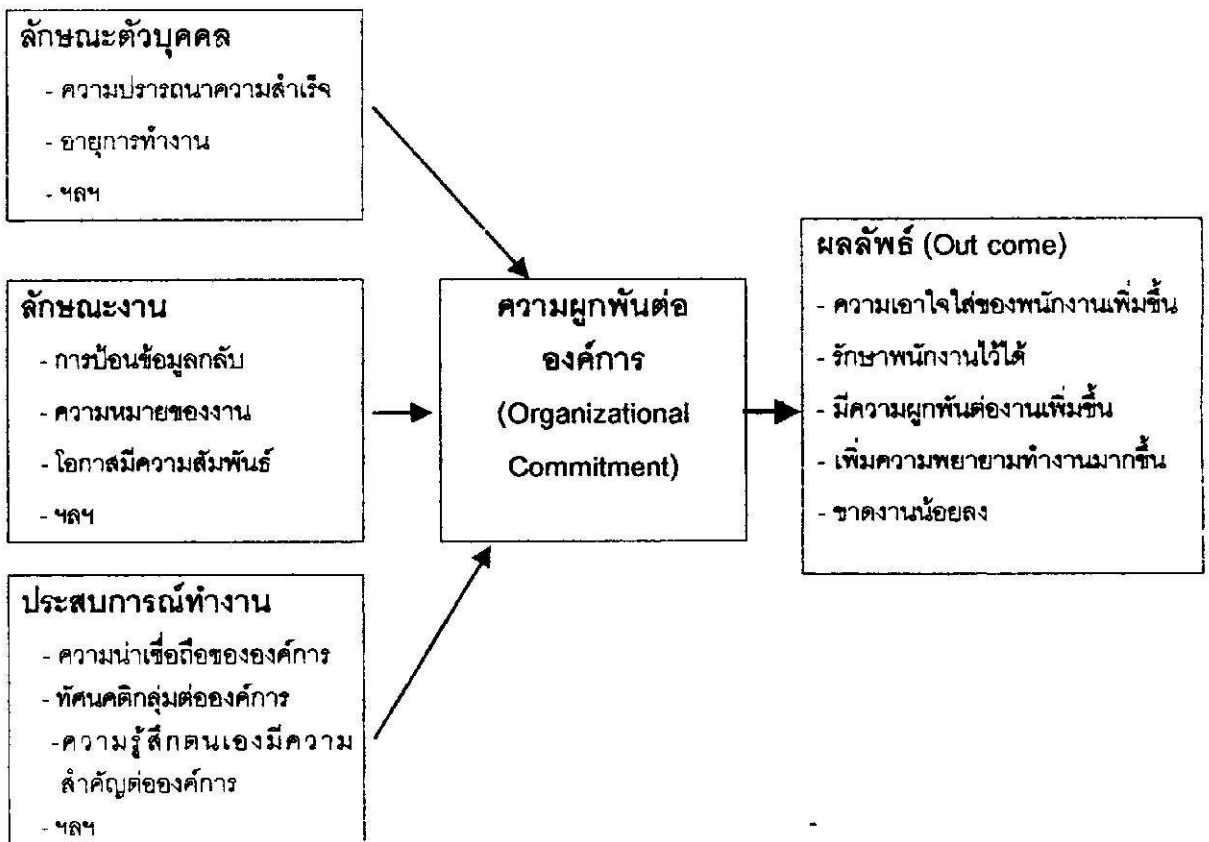 ลักษณะตัวบุคคล
- ความปรารถนาความสำเร็จ
- อายุการทำงาน
- ฯลฯ
ลักษณะงาน
- การป้อนข้อมูลกลับ
- ความหมายของงาน
- โอกาสมีความสัมพันธ์
- ฯลฯ
ประสบการณ์ทำงาน
- ความน่าเชื่อถือขององค์การ
- ทัศนคติกลุ่มต่อองค์การ
-ความรู้สึกตนเองมีความ
สำคัญต่อองค์การ
- ฯลฯ
ความผูกพันต่อ
องค์การ
(Organizational
Commitment)
ผลลัพธ์ (Out come)
- ความเอาใจใส่ของพนักงานเพิ่มขึ้น
- รักษาพนักงานไว้ได้
- มีความผูกพันต่องานเพิ่มขึ้น
- เพิ่มความพยายามทำงานมากขึ้น
- ขาดงานน้อยลง